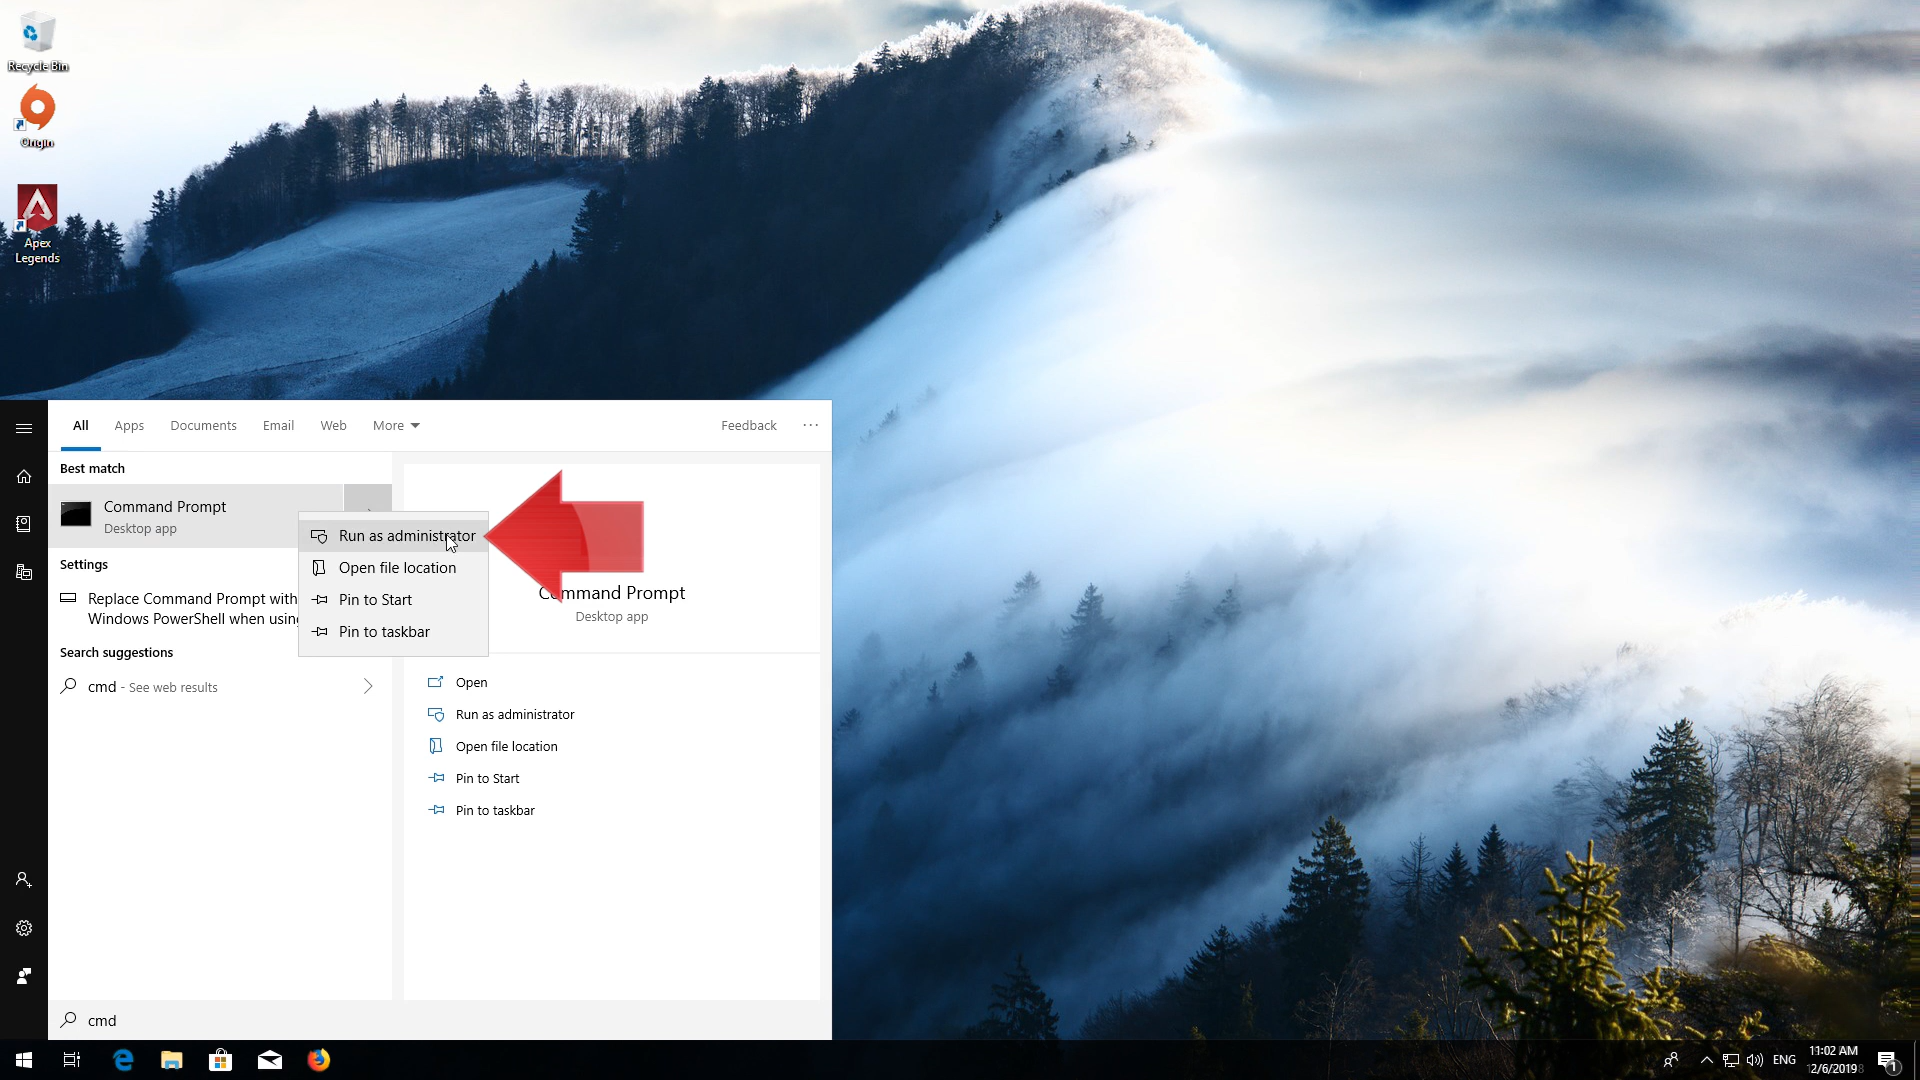 Recycle Bin
Origin
Apex
Legends
All
Apps
Documents
Email
Web
More
Feedback
Best match
Command Prompt
Desktop app
Run as administrator
Open file location
Pin to Start
Pin to taskbar
Settings
Replace Command Prompt with
Windows PowerShell when using
Search suggestions
cmd - See web results
Command Prompt
Desktop app
Open
Run as administrator
Open file location
Pin to Start
Pin to taskbar
cmd
ENG
11:02 AM
12/6/2019
1